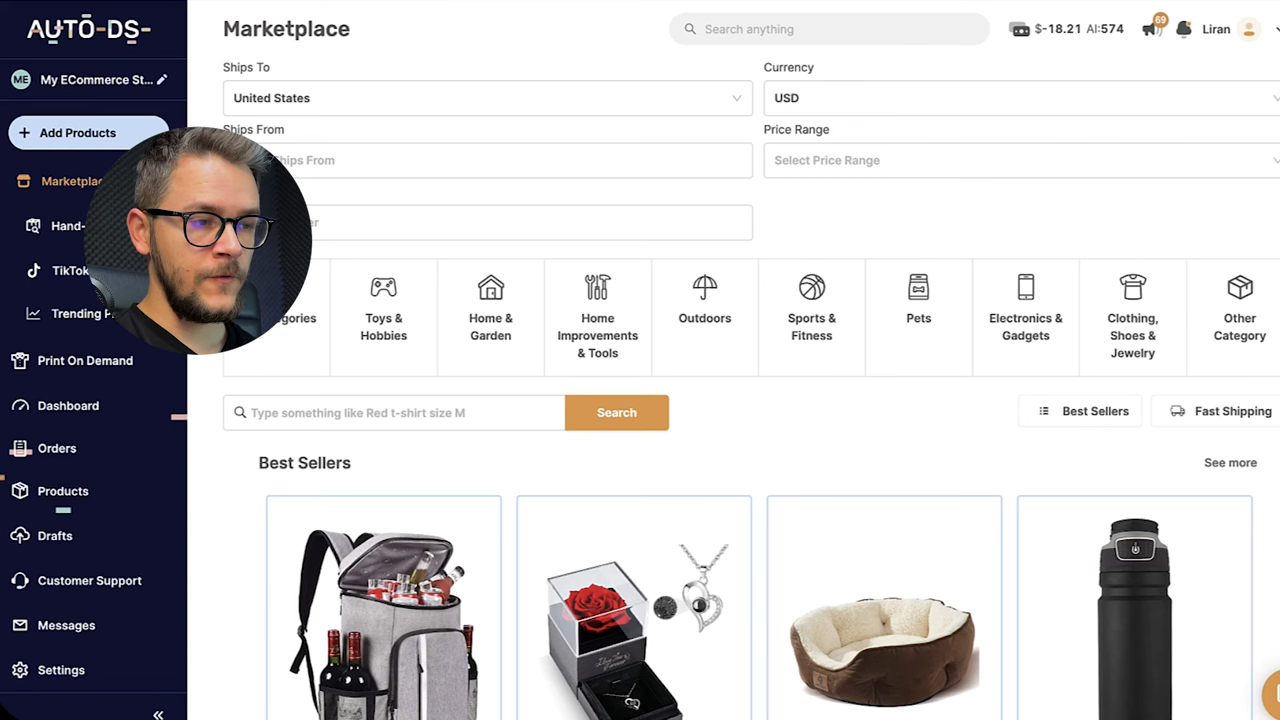 AUTO-DS
Marketplace
Search anything
$-18.21 AI:574
69
Liran
ME
My ECommerce St...
Add Products
Marketplac
Hand-
TikTok
Trending P
Print On Demand
Dashboard
Orders
Products
Drafts
Customer Support
Messages
Settings
Ships To
Currency
United States
USD
Ships From
Price Range
hips From
Select Price Range
er
gories
Toys &
Hobbies
Home &
Garden
Home
Improvements
& Tools
Outdoors
Sports &
Fitness
Pets
Electronics &
Gadgets
Clothing,
Shoes &
Jewelry
Other
Category
Type something like Red t-shirt size M
Search
Best Sellers
Fast Shipping
Best Sellers
See more